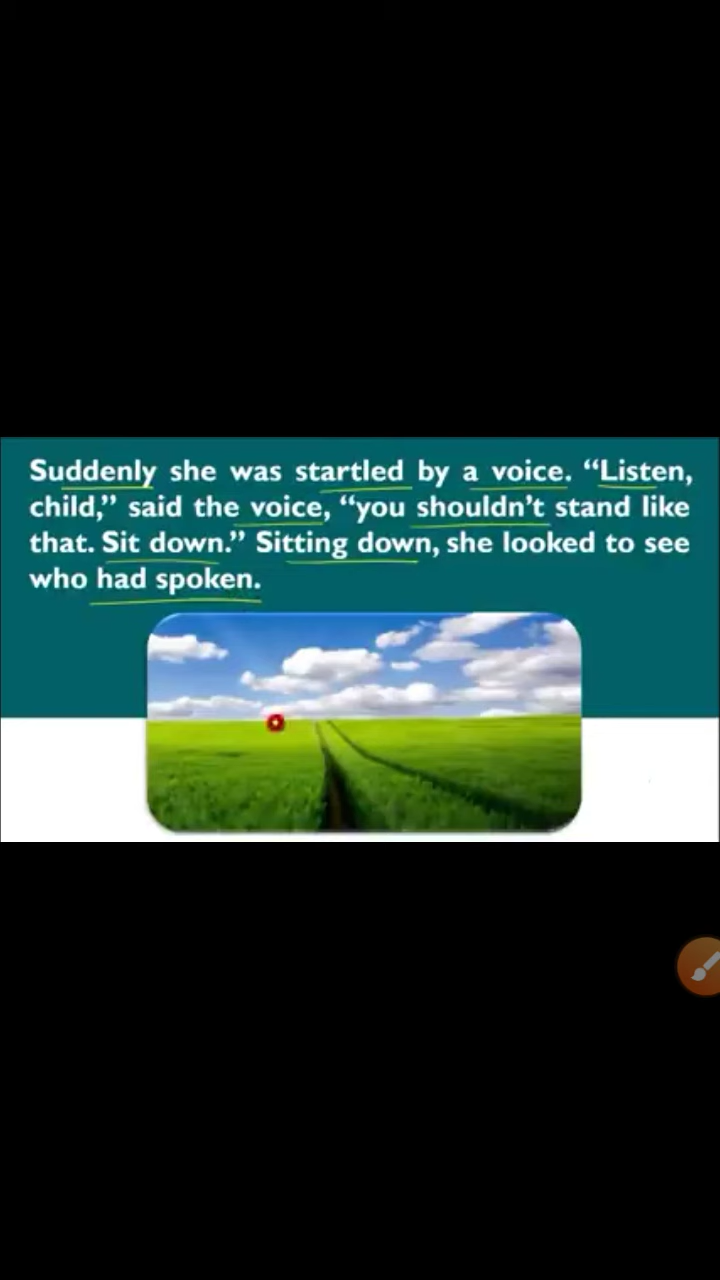 Suddenly she was startled by a voice. “Listen,
child,” said the voice, “you shouldn’t stand like
that. Sit down.” Sitting down, she looked to see
who had spoken.